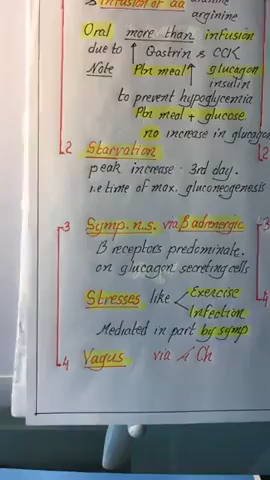 & infusion of aa alanine
arginine
Oral more than infusion
due to ↑ Gastrin & CCK
Note Ptn meal ↑ glucagon
insulin
to prevent hypoglycemia
Ptn meal + glucose
no increase in glucagon
2 Starvation 2
peak increase : 3rd day.
i.e time of max. gluconeogenesis
3 Symp. n.s. via β adrenergic 3
β receptors predominate.
on glucagon secreting cells
4
Stresses like Exercise
Infection
Mediated in part by symp
4 Vagus via Ach